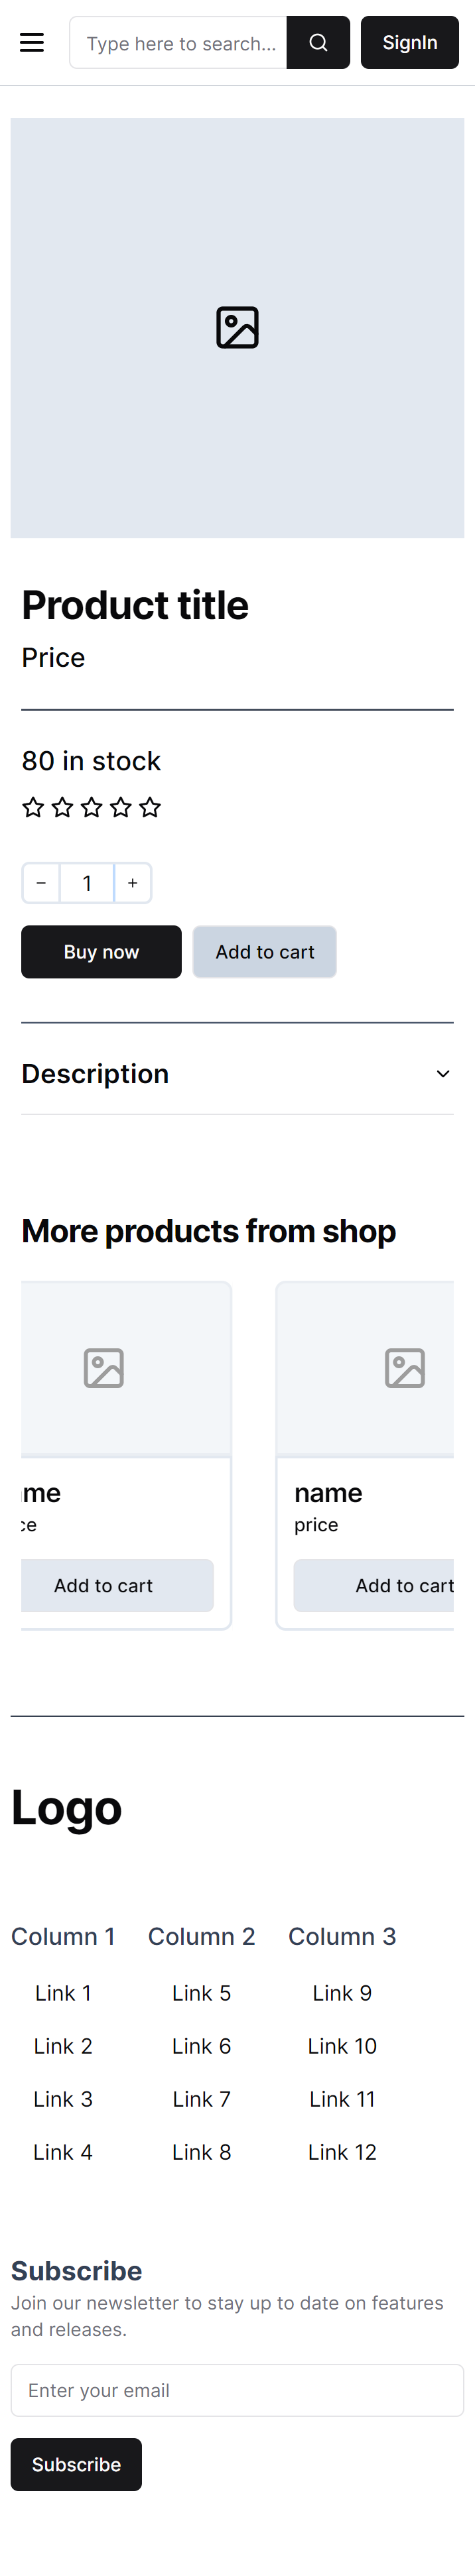 Type here to search...
SignIn
Product title
Price
80 in stock
1
Buy now
Add to cart
Description
More products from shop
ame
ce
Add to cart
name
price
Add to cart
Logo
Column 1 Column 2 Column 3
Link 1 Link 5 Link 9
Link 2 Link 6 Link 10
Link 3 Link 7 Link 11
Link 4 Link 8 Link 12
Subscribe
Join our newsletter to stay up to date on features
and releases.
Enter your email
Subscribe